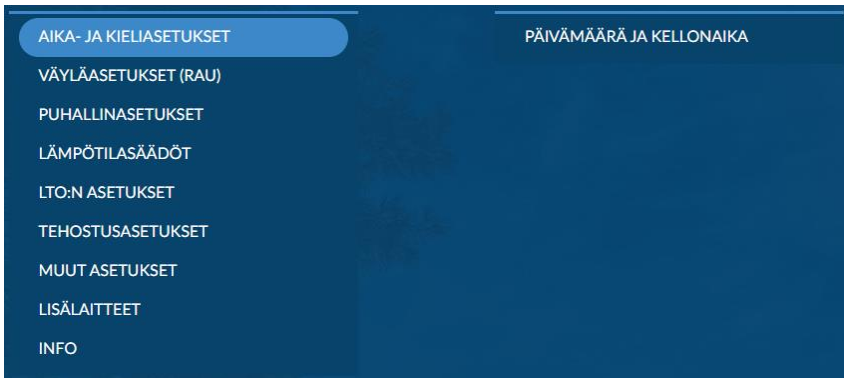 AIKA- JA KIELIASETUKSET
VÄYLÄASETUKSET (RAU)
PUHALLINASETUKSET
LÄMPÖTILASÄÄDÖT
LTO:N ASETUKSET
TEHOSTUSASETUKSET
MUUT ASETUKSET
LISÄLAITTEET
INFO
PÄIVÄMÄÄRÄ JA KELLONAIKA